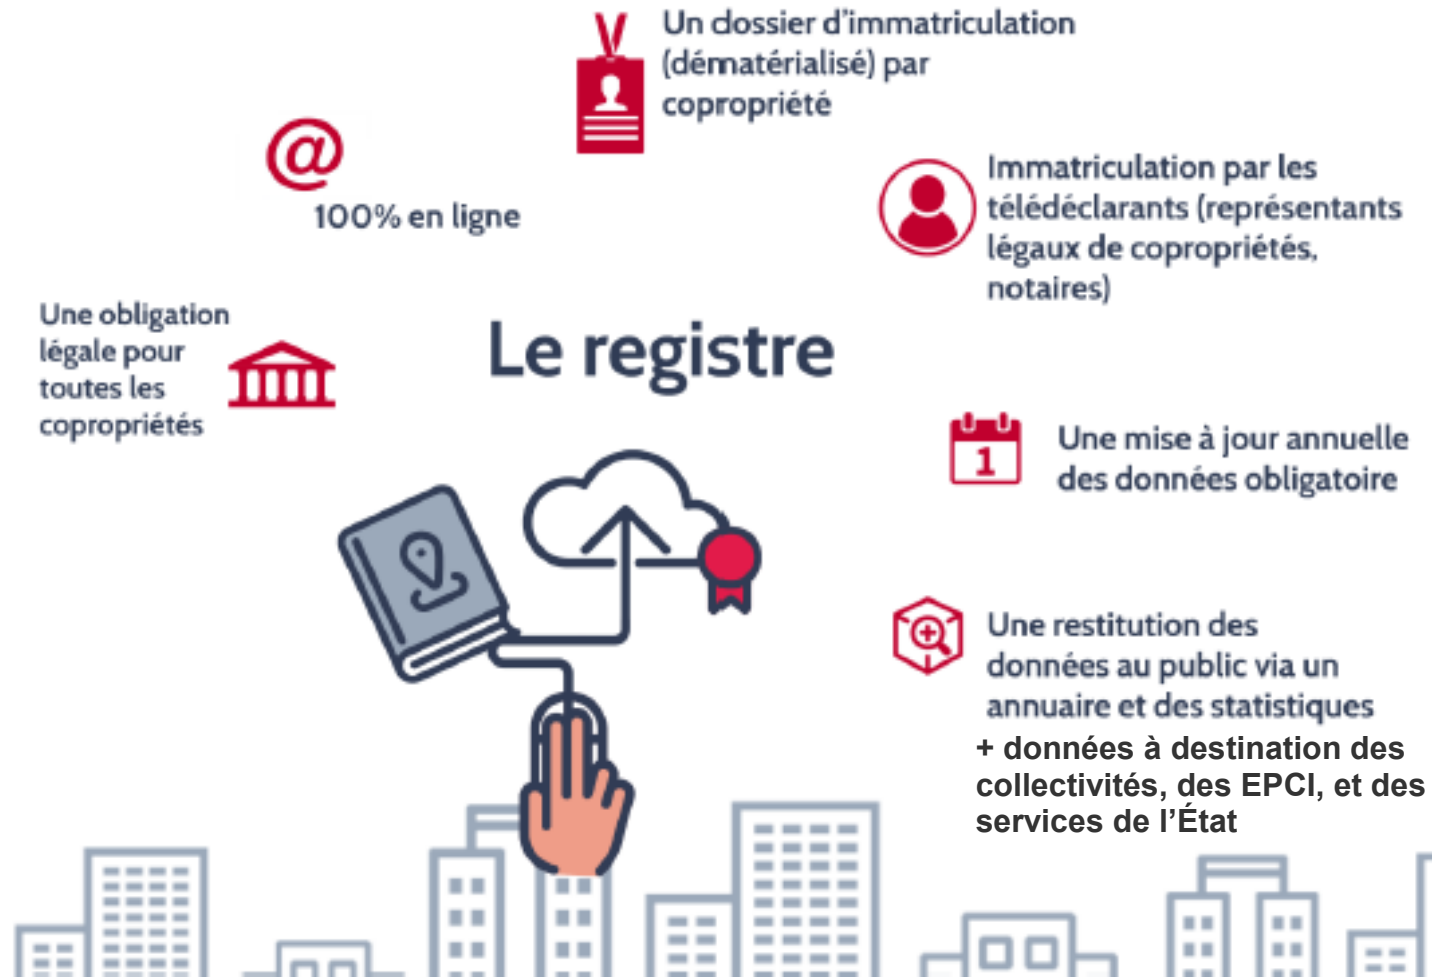 Un dossier d'immatriculation
(dématérialisé) par
copropriété
@
100% en ligne
Immatriculation par les
télédéclarants (représentants
légaux de copropriétés,
notaires)
Une obligation
légale pour
toutes les
copropriétés
Le registre
1
Une mise à jour annuelle
des données obligatoire
Une restitution des
données au public via un
annuaire et des statistiques
+ données à destination des
collectivités, des EPCI, et des
services de l'État